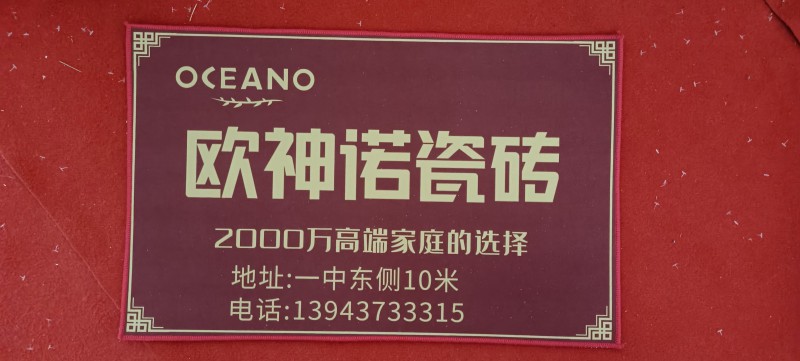 OCEANO
欧神诺瓷砖
2000万高端家庭的选择
地址:一中东侧10米
电话:13943733315